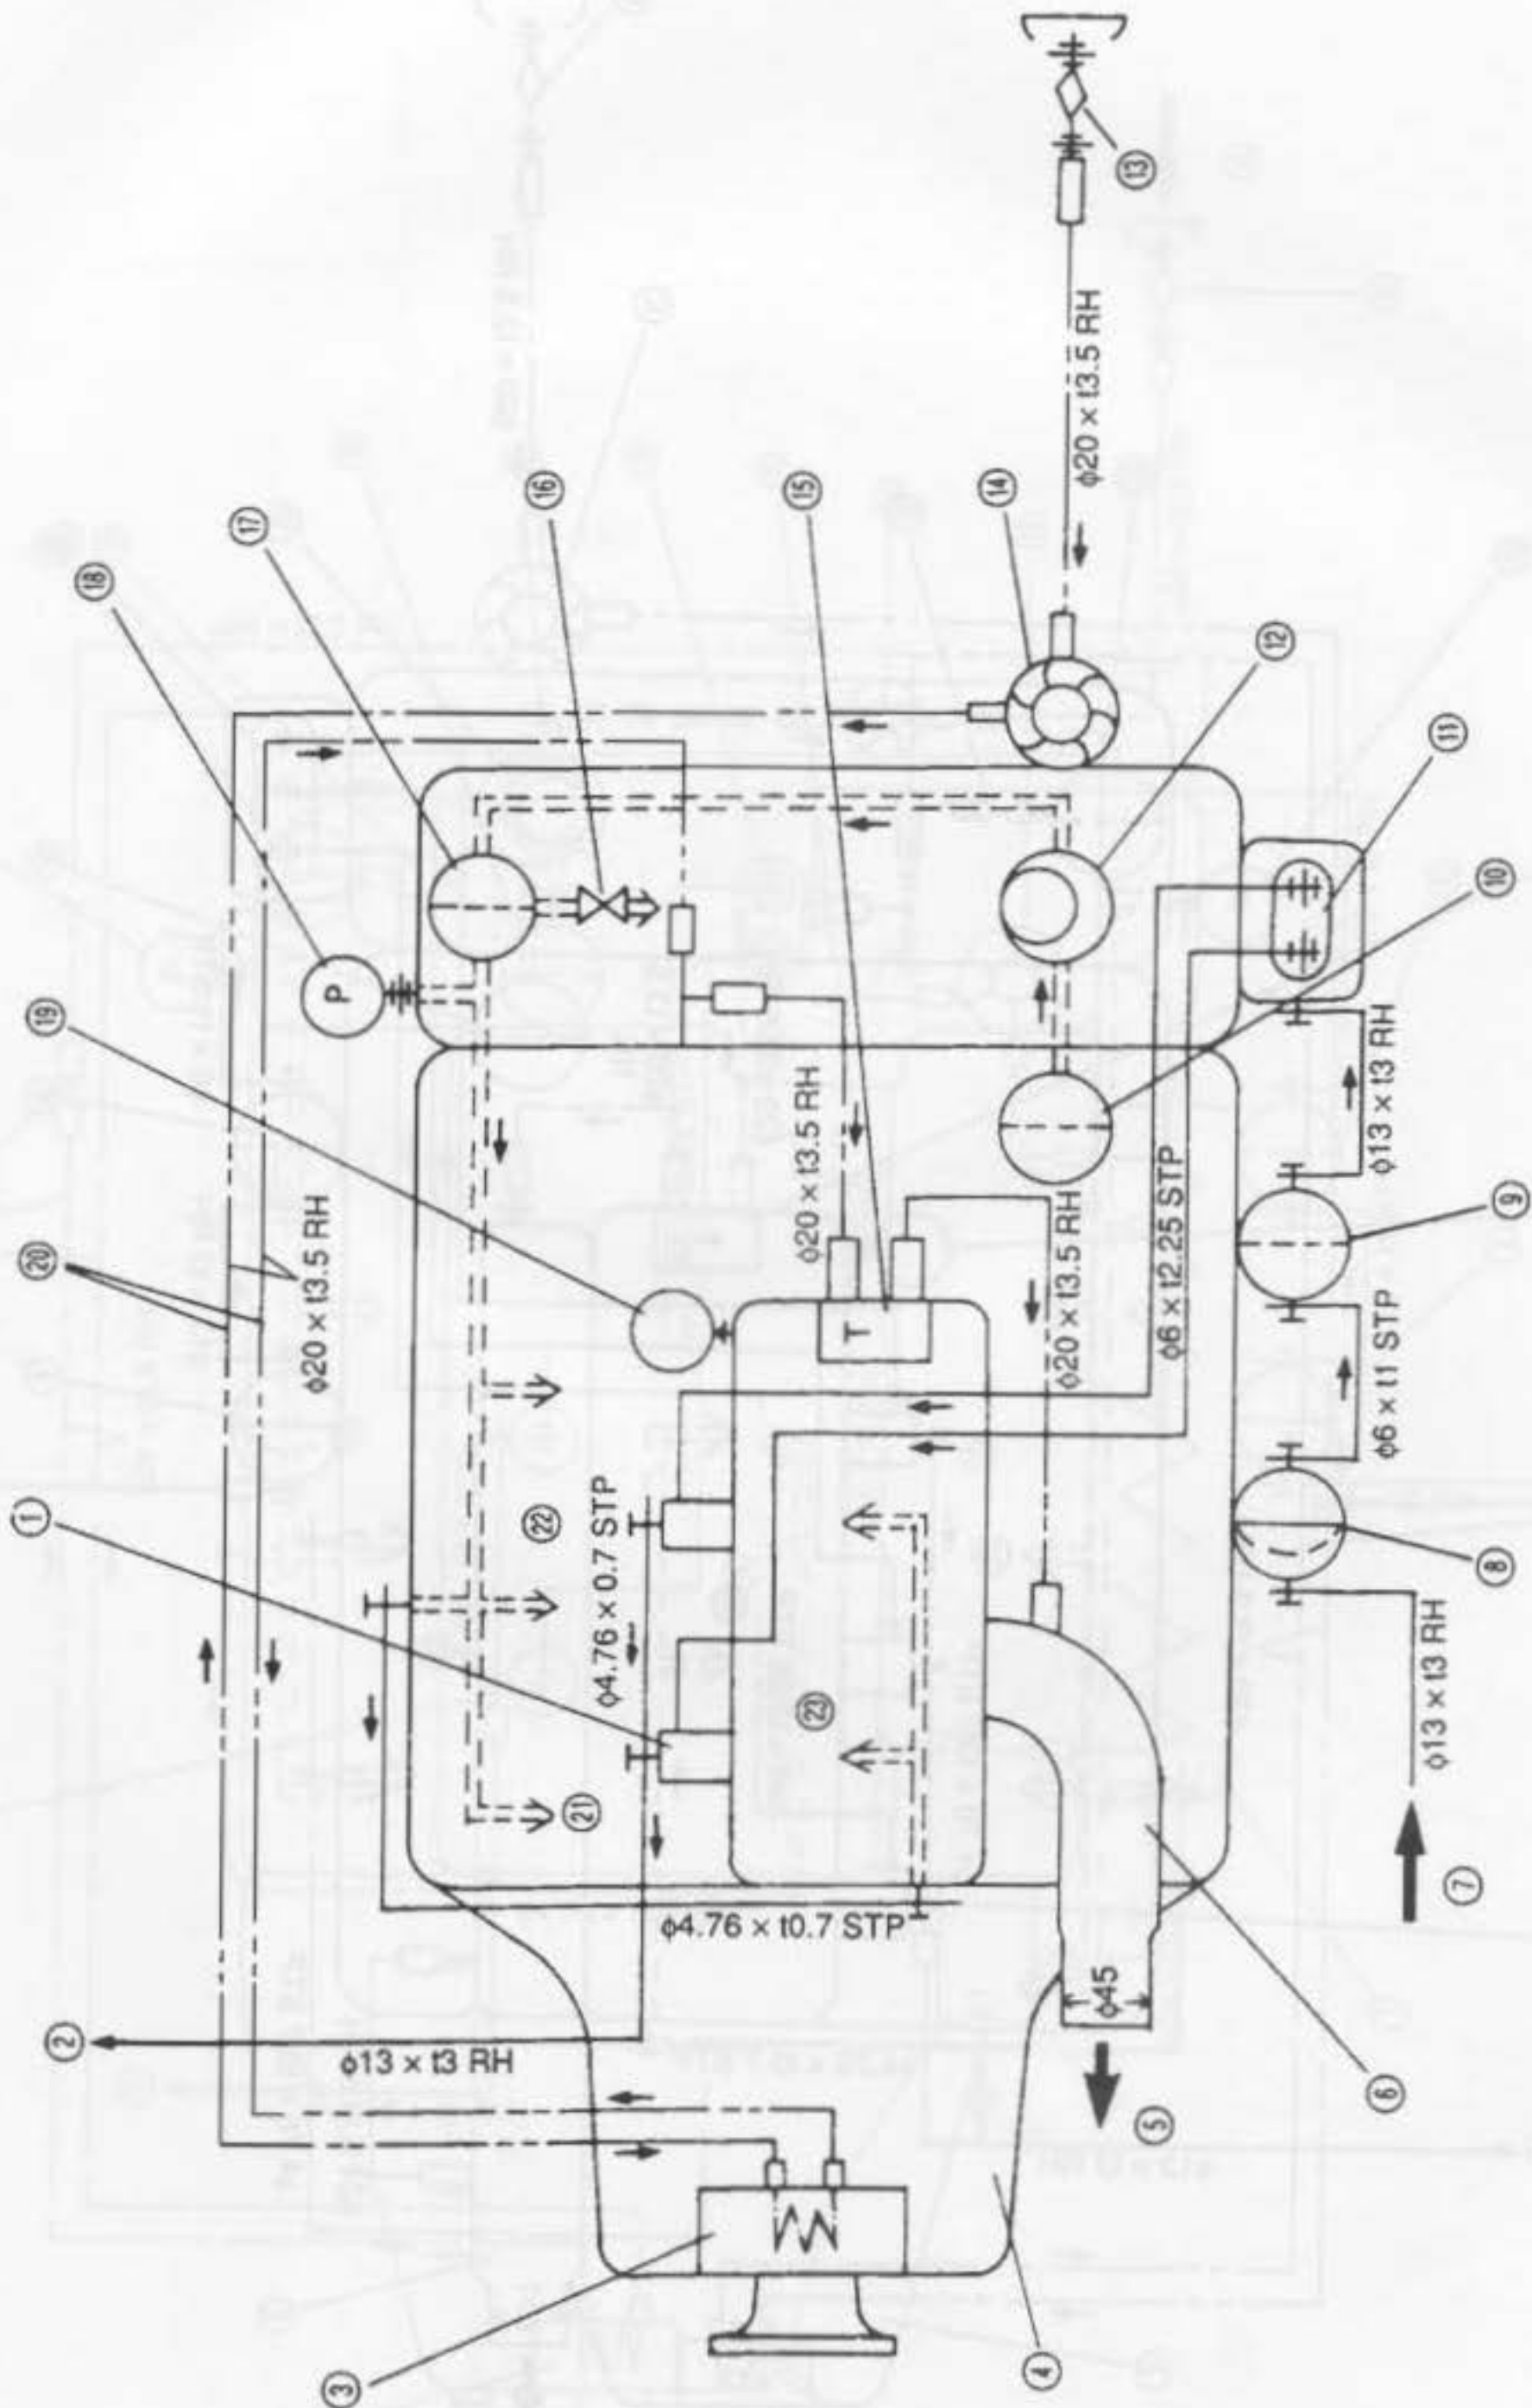 ①
②
③
④
⑤
⑥
⑦
⑧
⑨
⑩
⑪
⑫
⑬
⑭
⑮
⑯
⑰
⑱
⑲
⑳
㉑
㉒
㉓
P
T
ϕ20 × t3.5 RH
ϕ20 × t3.5 RH
ϕ20 × t3.5 RH
ϕ20 × t3.5 RH
ϕ4.76 × 0.7 STP
ϕ4.76 × t0.7 STP
ϕ13 × t3 RH
ϕ45
ϕ6 × t2.25 STP
ϕ13 × t3 RH
ϕ6 × t1 STP
ϕ13 × t3 RH